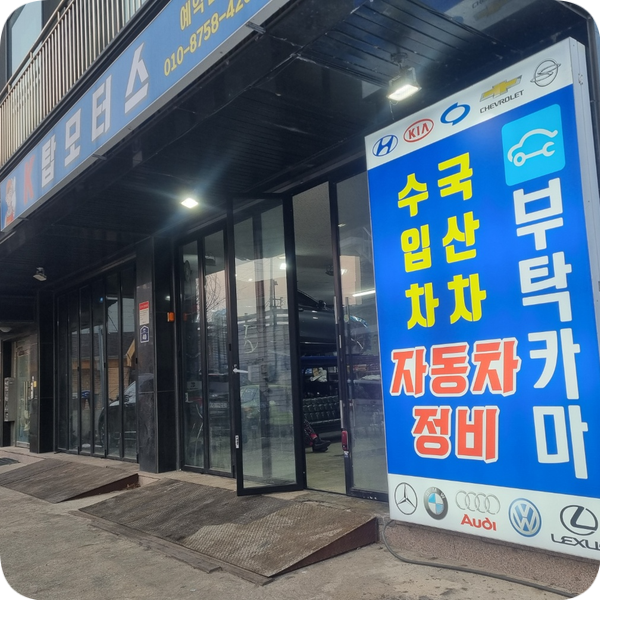 탑모터스
010-8758-42
KIA
CHEVROLET
부탁카마
국산차
수입차
자동차
정비
Audi
LEXUS